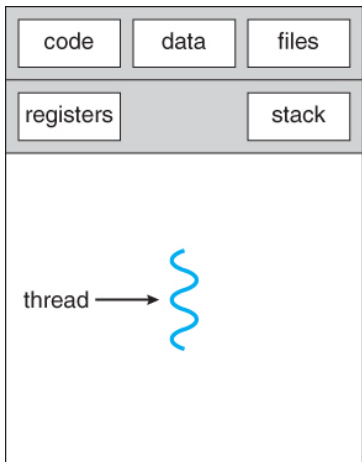 code data files
registers stack
thread